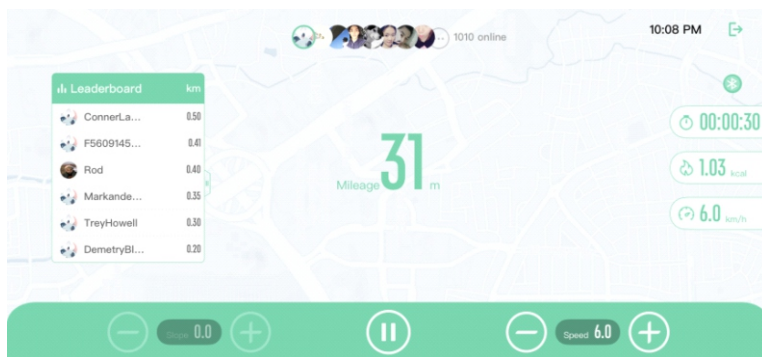 1010 online
10:08 PM
Leaderboard km
ConnerLa... 0.50
F5609145... 0.41
Rod 0.40
Markande... 0.35
TreyHowell 0.30
DemetryBl... 0.20
Mileage 31 m
00:00:30
1.03 kcal
6.0 km/h
Slope 0.0
Speed 6.0